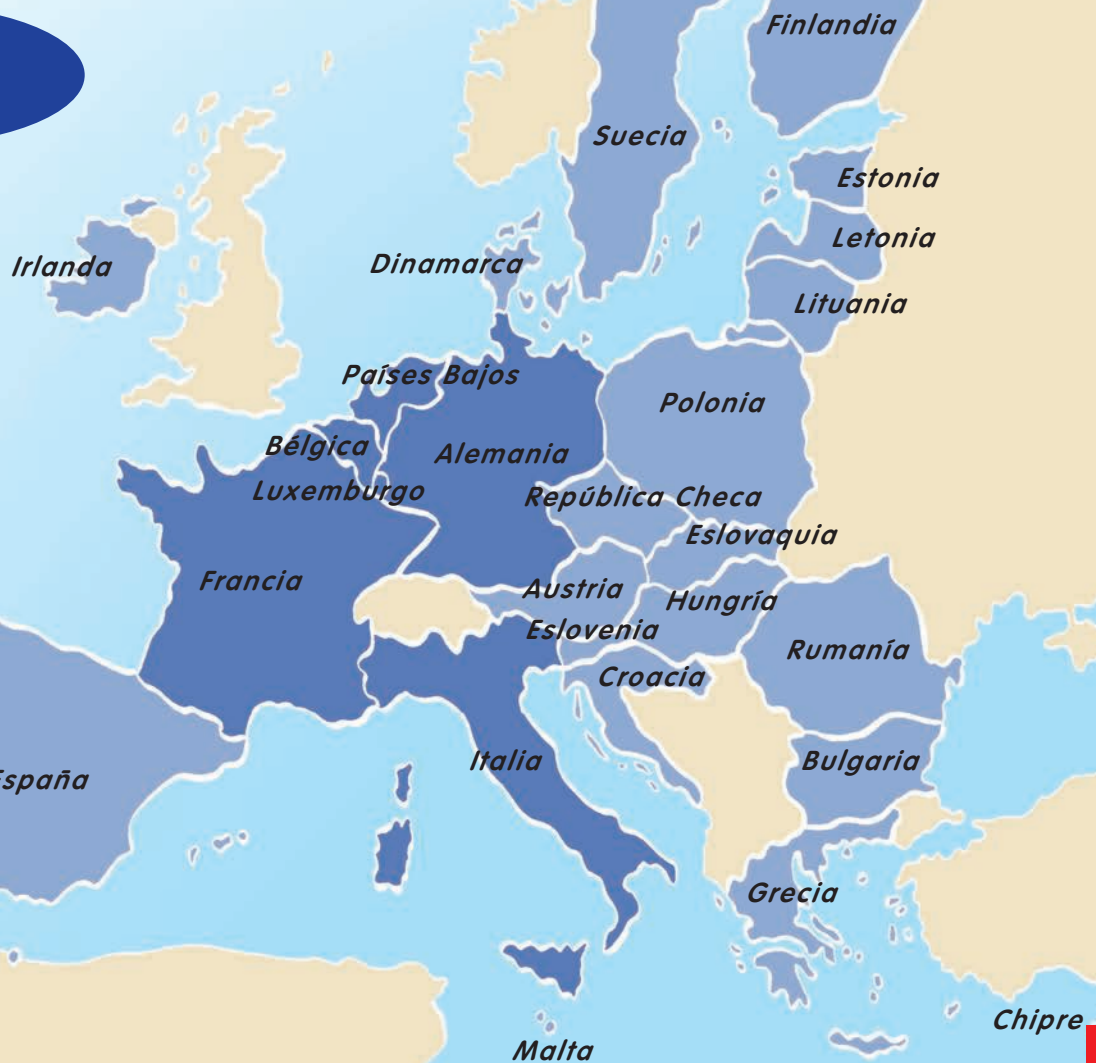 Finlandia
Suecia
Estonia
Letonia
Irlanda
Dinamarca
Lituania
Países Bajos
Polonia
Bélgica
Alemania
Luxemburgo
República Checa
Eslovaquia
Francia
Austria
Hungría
Eslovenia
Rumanía
Croacia
Italia
Bulgaria
España
Grecia
Chipre
Malta